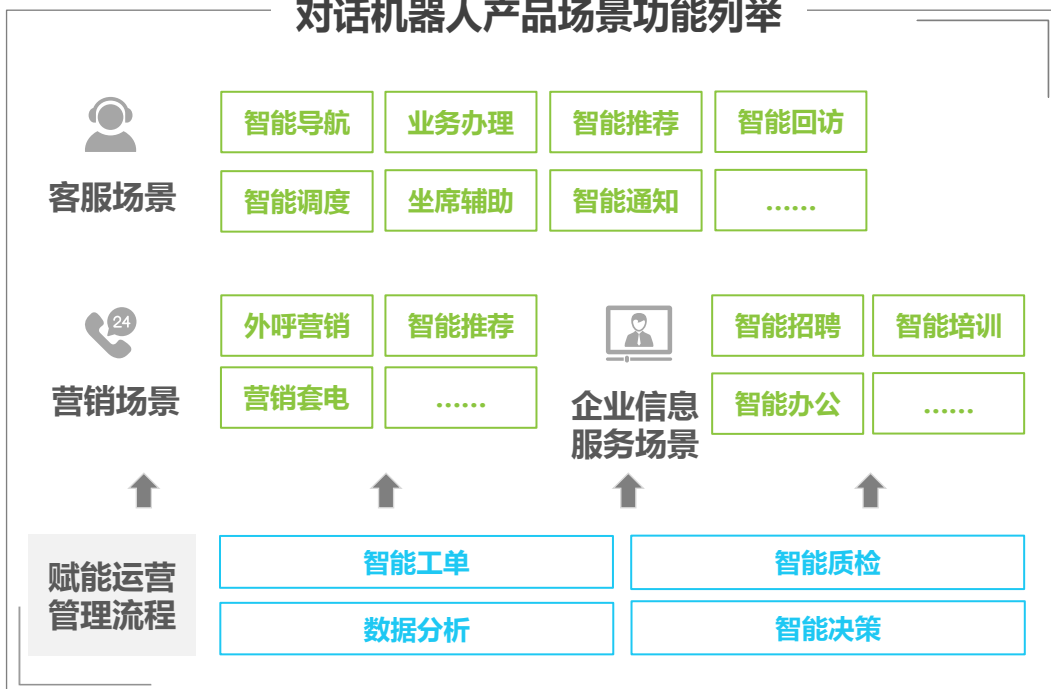 对话机器人产品场景功能列举
智能导航
业务办理
智能推荐
智能回访
客服场景
智能调度
坐席辅助
智能通知
……
24
外呼营销
智能推荐
营销场景
营销套电
……
企业信息
服务场景
智能招聘
智能培训
智能办公
……
赋能运营
管理流程
智能工单
智能质检
数据分析
智能决策